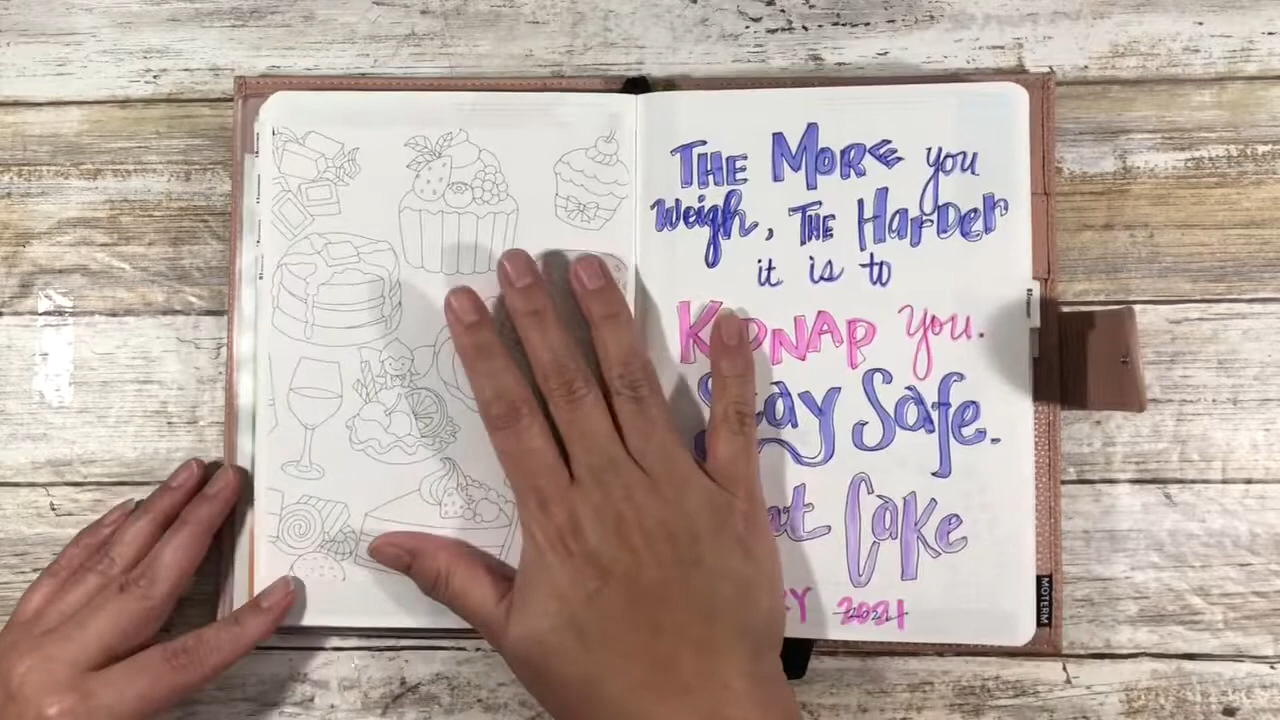 THE MORE you
Weigh, THE HarDer
it is to
KiDNAP you.
Stay Safe.
Eat Cake
2021
MOTERM